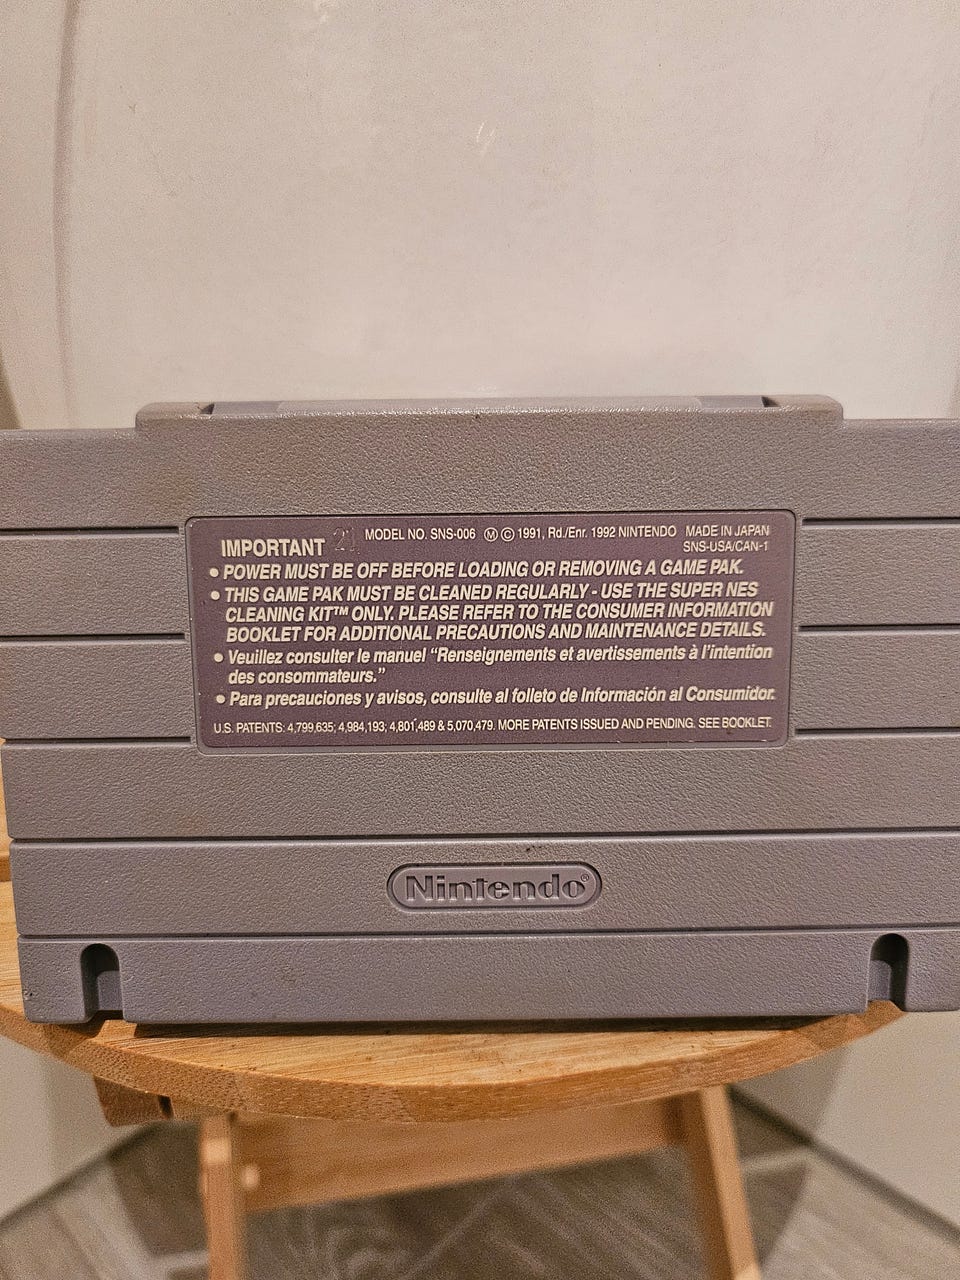 IMPORTANT 21 MODEL NO. SNS-006 Ⓜ © 1991, Rd./Enr. 1992 NINTENDO MADE IN JAPAN
SNS-USA/CAN-1
• POWER MUST BE OFF BEFORE LOADING OR REMOVING A GAME PAK.
• THIS GAME PAK MUST BE CLEANED REGULARLY - USE THE SUPER NES
CLEANING KIT™ ONLY. PLEASE REFER TO THE CONSUMER INFORMATION
BOOKLET FOR ADDITIONAL PRECAUTIONS AND MAINTENANCE DETAILS.
• Veuillez consulter le manuel “Renseignements et avertissements à l’intention
des consommateurs.”
• Para precauciones y avisos, consulte al folleto de Información al Consumidor.
U.S. PATENTS: 4,799,635; 4,984,193; 4,801,489 & 5,070,479. MORE PATENTS ISSUED AND PENDING. SEE BOOKLET.
Nintendo®